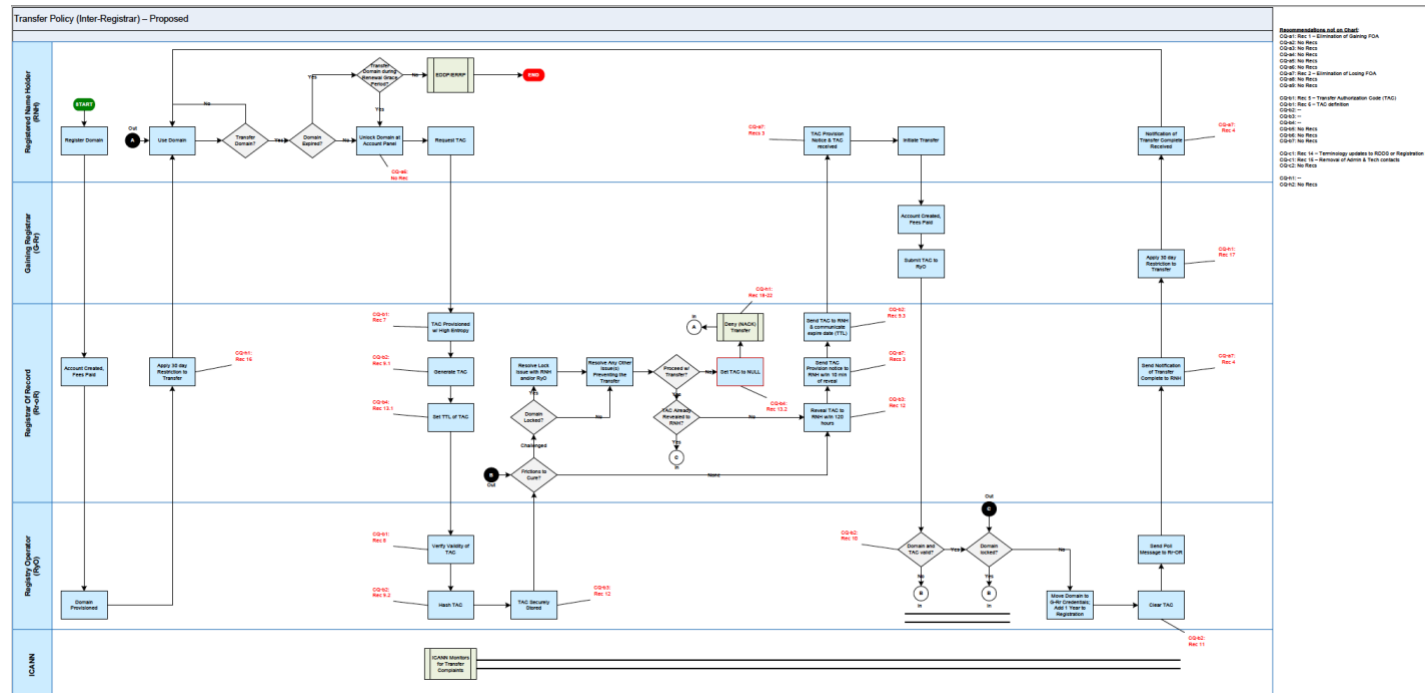 Transfer Policy (Inter-Registrar) – Proposed
Recommendations not on Chart:
CQ-a1: Rec 1 – Elimination of Gaining FOA
CQ-a2: No Recs
CQ-a3: No Recs
CQ-a4: No Recs
CQ-a5: No Recs
CQ-a6: No Recs
CQ-a7: Rec 2 – Elimination of Losing FOA
CQ-a8: No Recs
CQ-a9: No Recs
CQ-b1: Rec 5 – Transfer Authorization Code (TAC)
CQ-b1: Rec 6 – TAC definition
CQ-b2: --
CQ-b3: --
CQ-b4: --
CQ-b5: No Recs
CQ-b6: No Recs
CQ-b7: No Recs
CQ-c1: Rec 14 – Terminology updates to RDDS or Registration
CQ-c1: Rec 15 – Removal of Admin & Tech contacts
CQ-c2: No Recs
CQ-h1: --
CQ-h2: No Recs
Registered Name Holder
(RNH)
START
Register Domain
Out
A
Use Domain
No
Transfer
Domain?
Yes
Domain
Expired?
Yes
No
Transfer
Domain during
Renewal Grace
Period?
No
Yes
EDDP/ERRP
END
Unlock Domain at
Account Panel
CQ-a6:
No Rec
Request TAC
CQ-a7:
Recs 3
TAC Provision
Notice & TAC
received
Initiate Transfer
Notification of
Transfer Complete
Received
CQ-a7:
Rec 4
Gaining Registrar
(G-Rr)
Account Created,
Fees Paid
Submit TAC to
RyO
Apply 30 day
Restriction to
Transfer
CQ-h1:
Rec 17
Registrar Of Record
(Rr-oR)
Account Created,
Fees Paid
Apply 30 day
Restriction to
Transfer
CQ-h1:
Rec 16
CQ-b1:
Rec 7
TAC Provisioned
w/ High Entropy
CQ-b2:
Rec 9.1
Generate TAC
CQ-b4:
Rec 13.1
Set TTL of TAC
Resolve Lock
Issue with RNH
and/or RyO
Resolve Any Other
Issue(s)
Preventing the
Transfer
Yes
Domain
Locked?
No
Challenged
B
Out
Frictions to
Cure?
None
Proceed w/
Transfer?
No
Yes
TAC Already
Revealed to
RNH?
No
Yes
C
In
In
A
CQ-h1:
Rec 18-22
Deny (NACK)
Transfer
Set TAC to NULL
CQ-b4:
Rec 13.2
Send TAC to RNH
& communicate
expire date (TTL)
CQ-b2:
Rec 9.3
Send TAC
Provision notice to
RNH w/in 10 min
of reveal
CQ-a7:
Recs 3
Reveal TAC to
RNH w/in 120
hours
CQ-b3:
Rec 12
Send Notification
of Transfer
Complete to RNH
CQ-a7:
Rec 4
Registry Operator
(RyO)
Domain
Provisioned
CQ-b1:
Rec 8
Verify Validity of
TAC
CQ-b2:
Rec 9.2
Hash TAC
TAC Securely
Stored
CQ-b3:
Rec 12
CQ-b2:
Rec 10
Domain and
TAC valid?
Yes
No
B
In
Out
C
Domain
locked?
No
Yes
B
In
Move Domain to
G-Rr Credentials;
Add 1 Year to
Registration
Send Poll
Message to Rr-OR
Clear TAC
CQ-b2:
Rec 11
ICANN
ICANN Monitors
for Transfer
Complaints